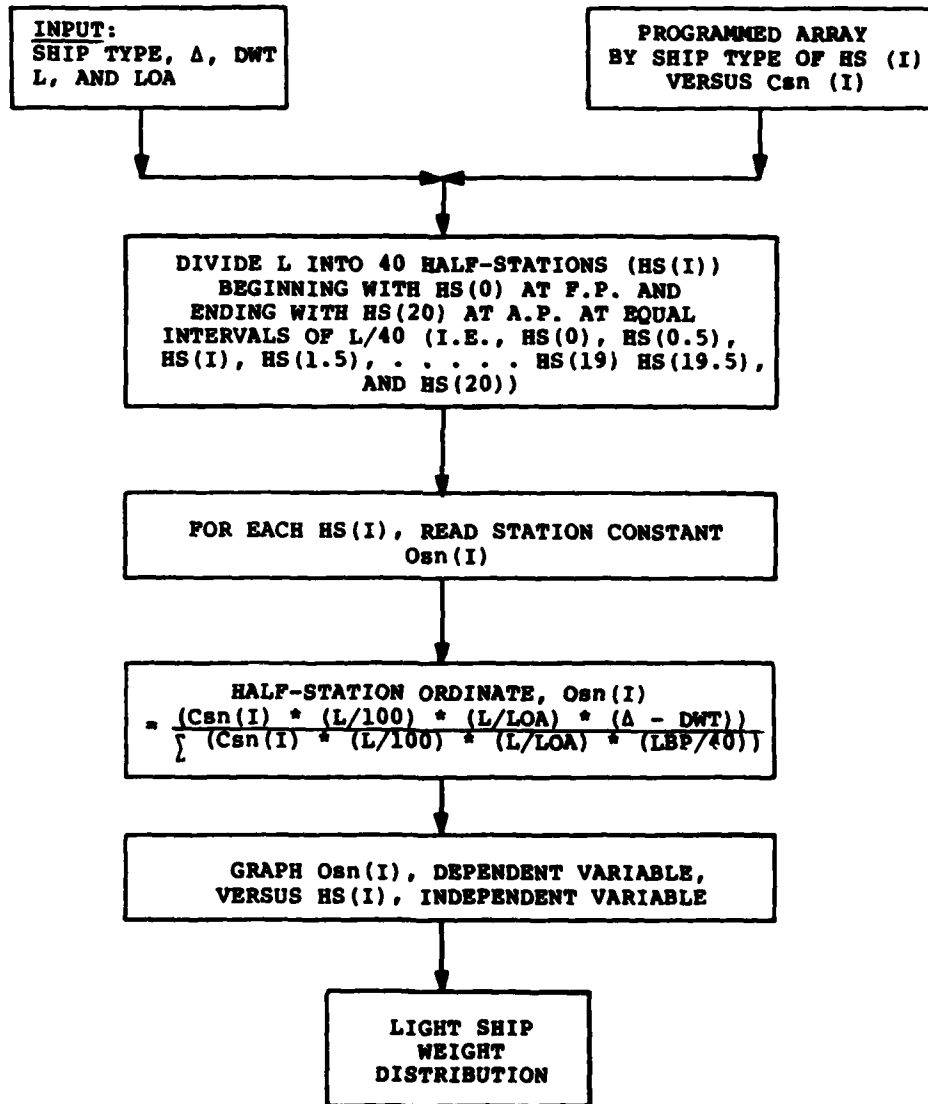 INPUT:
SHIP TYPE, Δ, DWT
L, AND LOA
PROGRAMMED ARRAY
BY SHIP TYPE OF HS (I)
VERSUS Csn (I)
DIVIDE L INTO 40 HALF-STATIONS (HS(I))
BEGINNING WITH HS(0) AT F.P. AND
ENDING WITH HS(20) AT A.P. AT EQUAL
INTERVALS OF L/40 (I.E., HS(0), HS(0.5),
HS(I), HS(1.5), . . . . . HS(19) HS(19.5),
AND HS(20))
FOR EACH HS(I), READ STATION CONSTANT
Osn(I)
HALF-STATION ORDINATE, Osn(I)
= (Csn(I) * (L/100) * (L/LOA) * (Δ - DWT))
∑ (Csn(I) * (L/100) * (L/LOA) * (LBP/40))
GRAPH Osn(I), DEPENDENT VARIABLE,
VERSUS HS(I), INDEPENDENT VARIABLE
LIGHT SHIP
WEIGHT
DISTRIBUTION